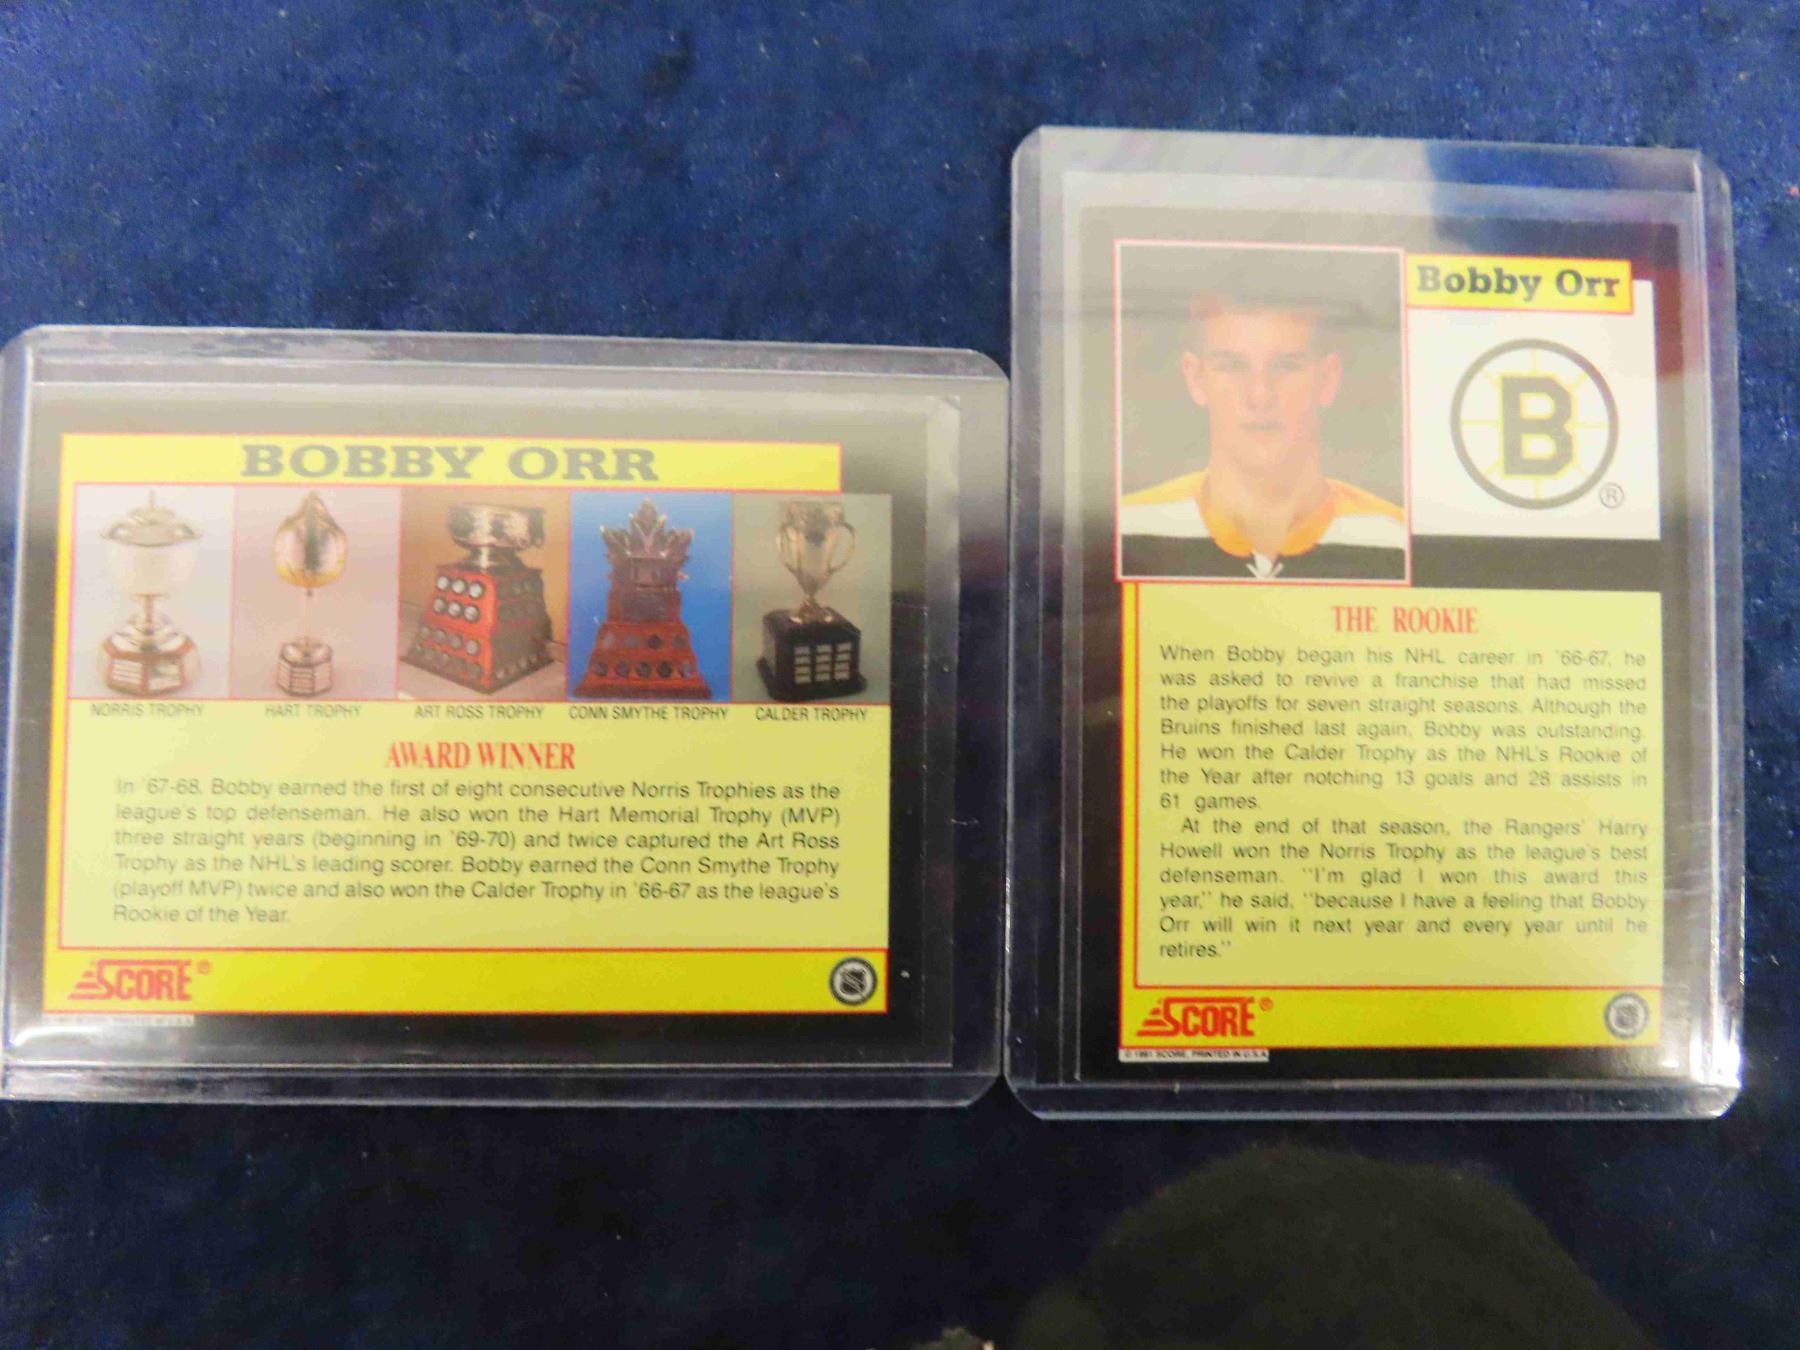 BOBBY ORR
NORRIS TROPHY
HART TROPHY
ART ROSS TROPHY
CONN SMYTHE TROPHY
CALDER TROPHY
AWARD WINNER
In '67-68, Bobby earned the first of eight consecutive Norris Trophies as the
league's top defenseman. He also won the Hart Memorial Trophy (MVP)
three straight years (beginning in '69-70) and twice captured the Art Ross
Trophy as the NHL's leading scorer. Bobby earned the Conn Smythe Trophy
(playoff MVP) twice and also won the Calder Trophy in '66-67 as the league's
Rookie of the Year.
SCORE®
Bobby Orr
B
®
THE ROOKIE
When Bobby began his NHL career in '66-67, he
was asked to revive a franchise that had missed
the playoffs for seven straight seasons. Although the
Bruins finished last again, Bobby was outstanding.
He won the Calder Trophy as the NHL's Rookie of
the Year after notching 13 goals and 28 assists in
61 games.
At the end of that season, the Rangers' Harry
Howell won the Norris Trophy as the league's best
defenseman. "I'm glad I won this award this
year," he said, "because I have a feeling that Bobby
Orr will win it next year and every year until he
retires."
SCORE®
© 1991 SCORE, PRINTED IN U.S.A.